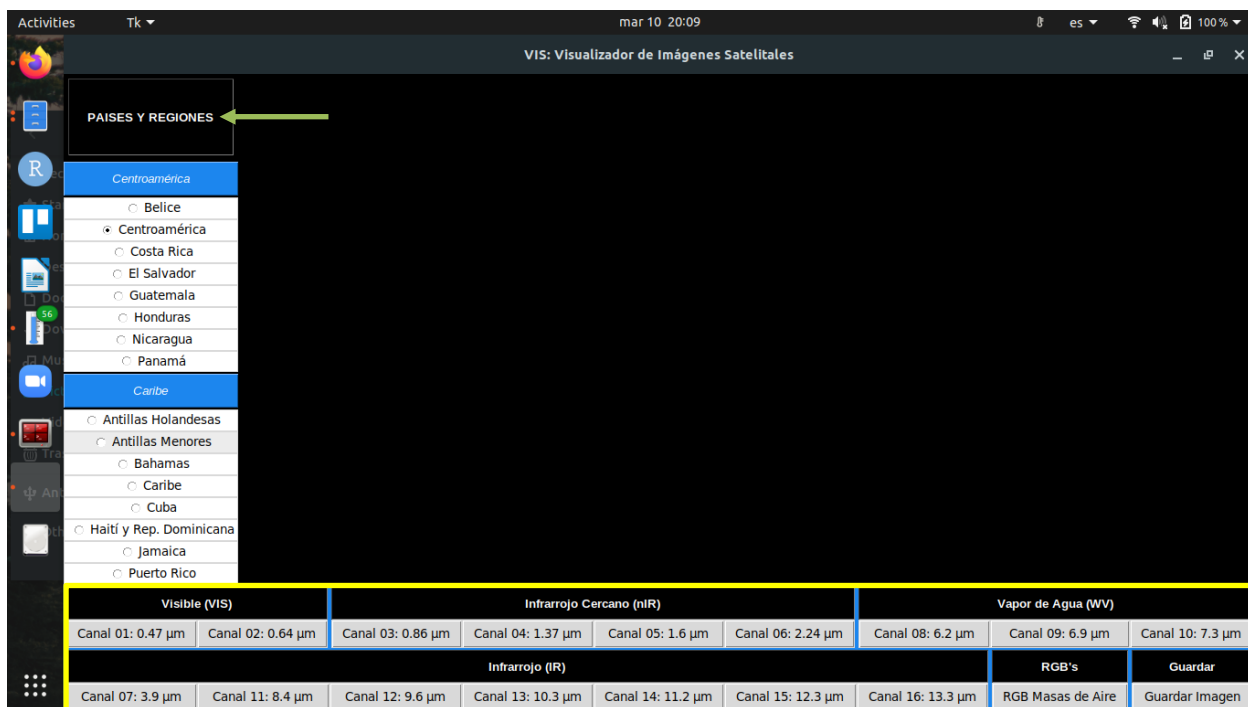 Activities Tk mar 10 20:09 es 100 %
VIS: Visualizador de Imágenes Satelitales
PAISES Y REGIONES
R
Centroamérica
Belice
Centroamérica
Costa Rica
El Salvador
Guatemala
Honduras
56
Nicaragua
Panamá
Caribe
Antillas Holandesas
Antillas Menores
Bahamas
Caribe
Cuba
Haití y Rep. Dominicana
Jamaica
Puerto Rico
Visible (VIS) Infrarrojo Cercano (nIR) Vapor de Agua (WV)
Canal 01: 0.47 µm Canal 02: 0.64 µm Canal 03: 0.86 µm Canal 04: 1.37 µm Canal 05: 1.6 µm Canal 06: 2.24 µm Canal 08: 6.2 µm Canal 09: 6.9 µm Canal 10: 7.3 µm
Infrarrojo (IR) RGB's Guardar
Canal 07: 3.9 µm Canal 11: 8.4 µm Canal 12: 9.6 µm Canal 13: 10.3 µm Canal 14: 11.2 µm Canal 15: 12.3 µm Canal 16: 13.3 µm RGB Masas de Aire Guardar Imagen